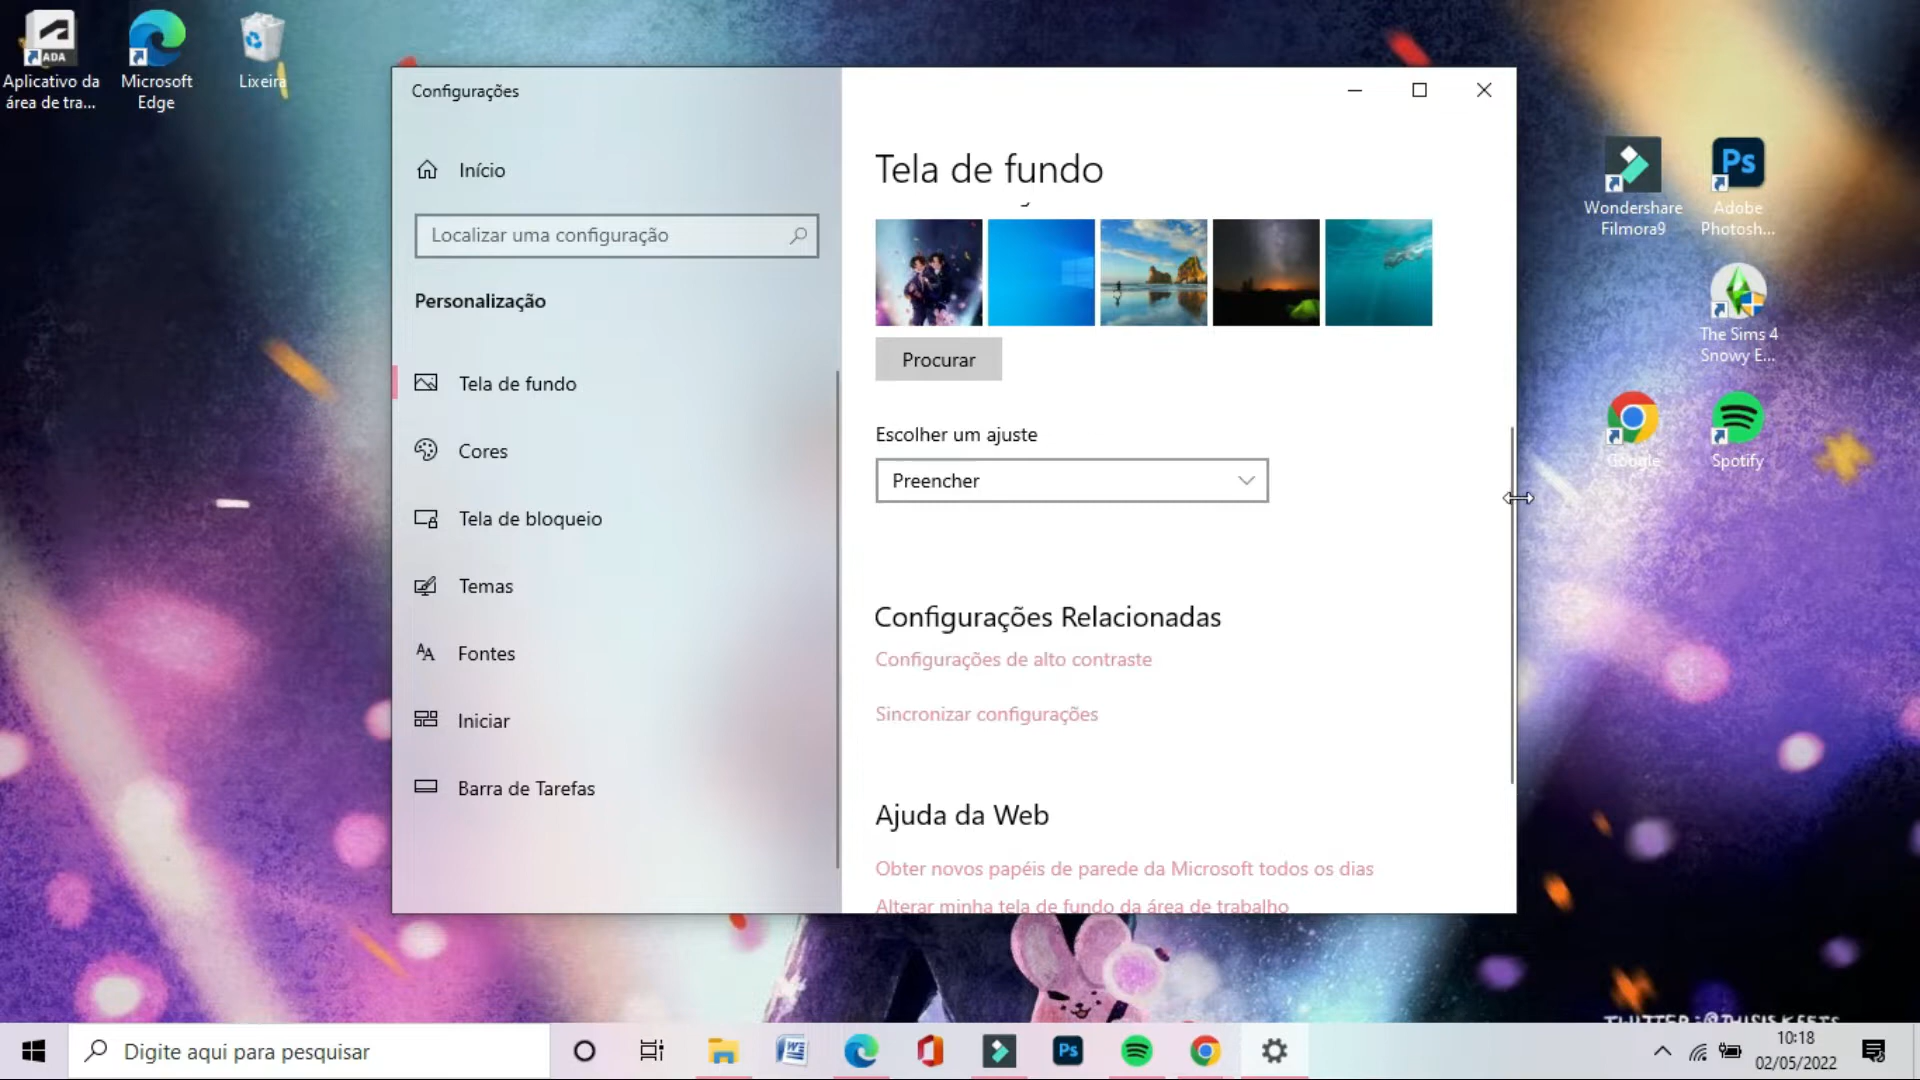 Aplicativo da
área de tra...
Microsoft
Edge
Lixeira
ADA
Configurações
Início
Localizar uma configuração
Personalização
Tela de fundo
Cores
Tela de bloqueio
Temas
Fontes
Iniciar
Barra de Tarefas
Tela de fundo
Procurar
Escolher um ajuste
Preencher
Configurações Relacionadas
Configurações de alto contraste
Sincronizar configurações
Ajuda da Web
Obter novos papéis de parede da Microsoft todos os dias
Alterar minha tela de fundo da área de trabalho
Wondershare
Filmora9
Ps
Adobe
Photosh...
The Sims 4
Snowy E...
Google
Spotify
Digite aqui para pesquisar
Ps
10:18
02/05/2022